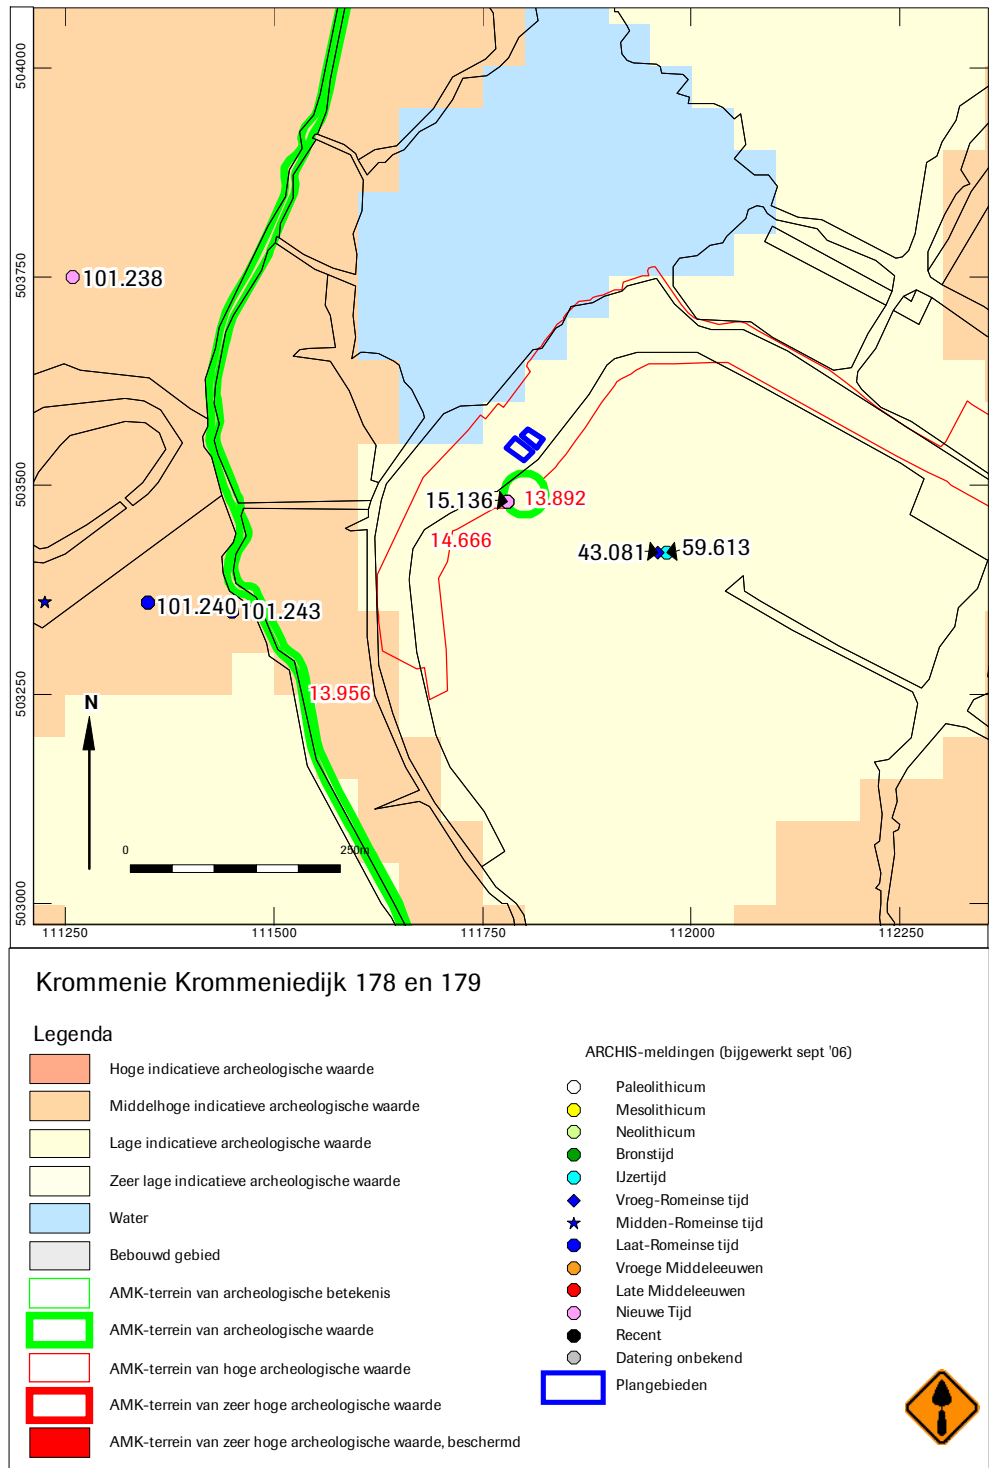 504000
503750
503500
503250
503000
101.238
15.136
13.892
14.666
43.081
59.613
101.240
101.243
13.956
N
0
250m
111250
111500
111750
112000
112250
Krommenie Krommeniedijk 178 en 179
Legenda
Hoge indicatieve archeologische waarde
Middelhoge indicatieve archeologische waarde
Lage indicatieve archeologische waarde
Zeer lage indicatieve archeologische waarde
Water
Bebouwd gebied
AMK-terrein van archeologische betekenis
AMK-terrein van archeologische waarde
AMK-terrein van hoge archeologische waarde
AMK-terrein van zeer hoge archeologische waarde
AMK-terrein van zeer hoge archeologische waarde, beschermd
ARCHIS-meldingen (bijgewerkt sept '06)
Paleolithicum
Mesolithicum
Neolithicum
Bronstijd
IJzertijd
Vroeg-Romeinse tijd
Midden-Romeinse tijd
Laat-Romeinse tijd
Vroege Middeleeuwen
Late Middeleeuwen
Nieuwe Tijd
Recent
Datering onbekend
Plangebieden